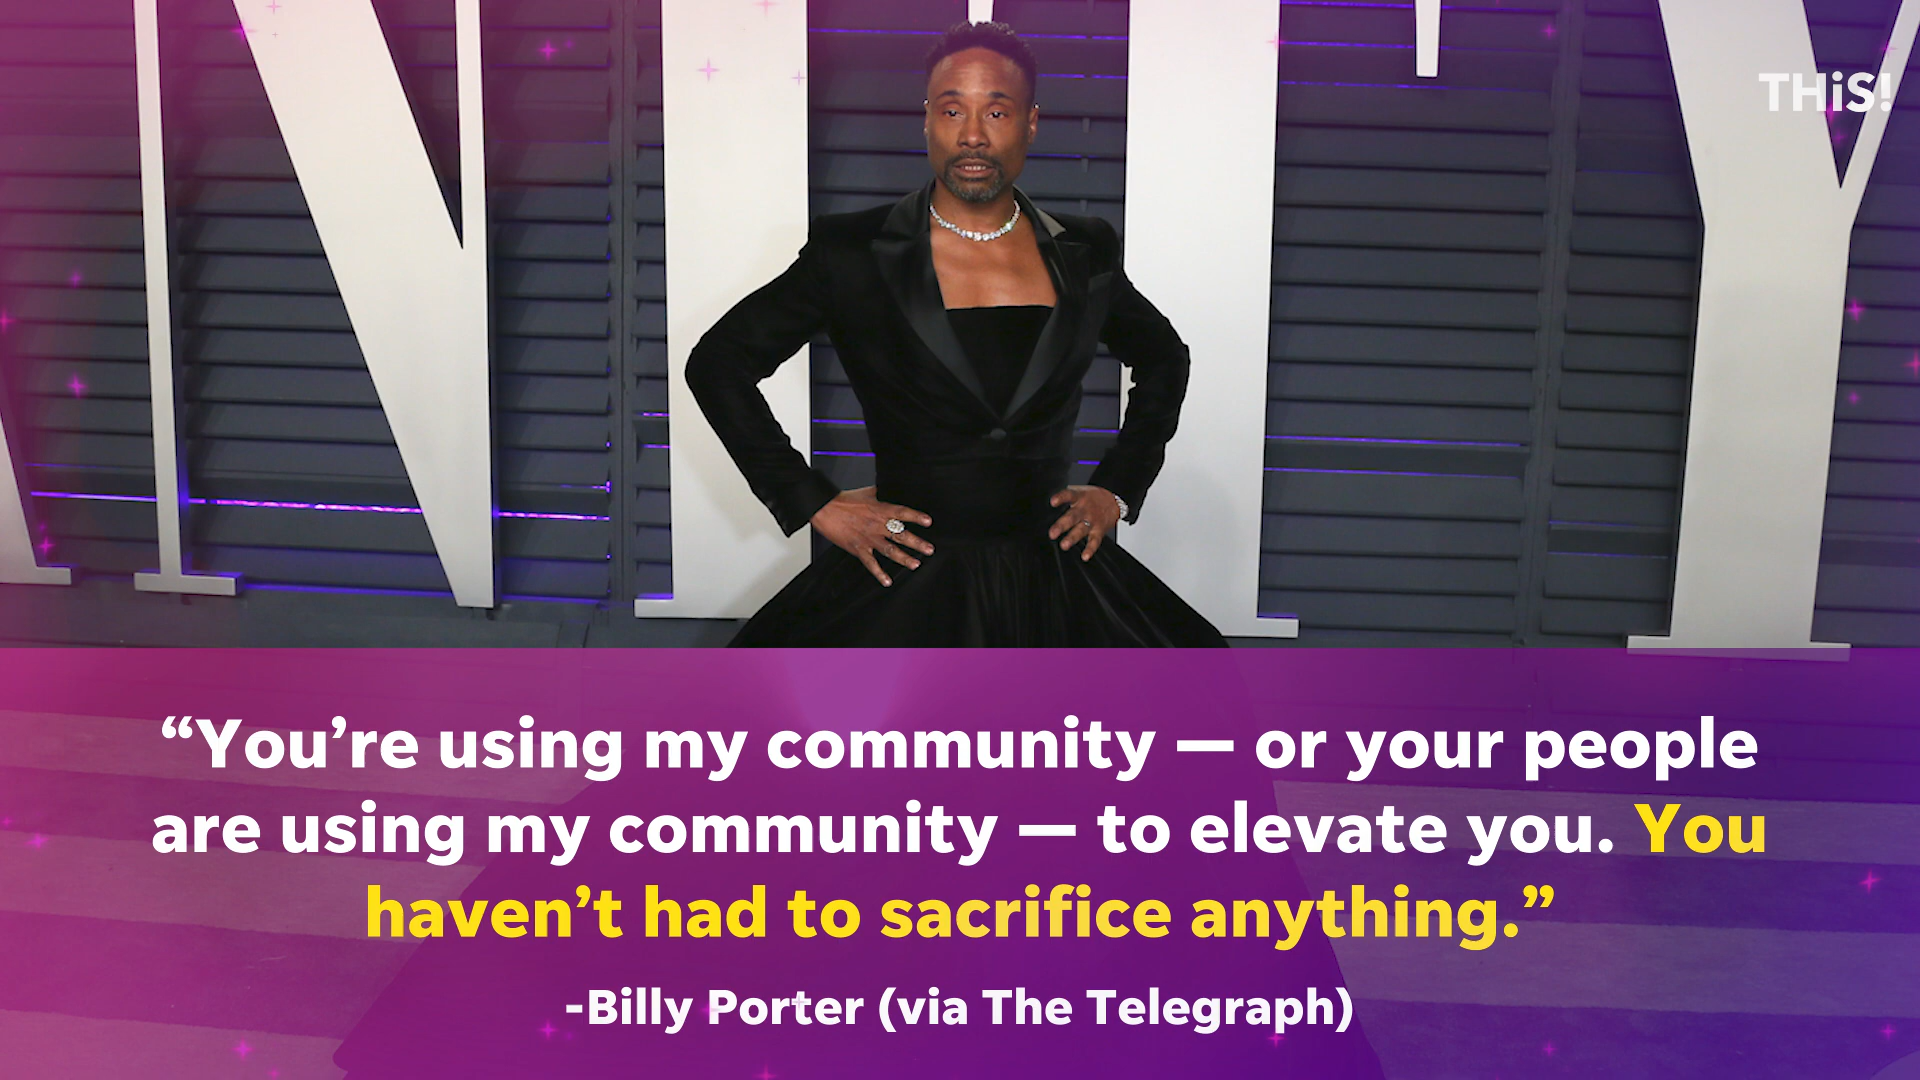 NITY
THiS!
“You’re using my community — or your people
are using my community — to elevate you. You
haven’t had to sacrifice anything.”
-Billy Porter (via The Telegraph)